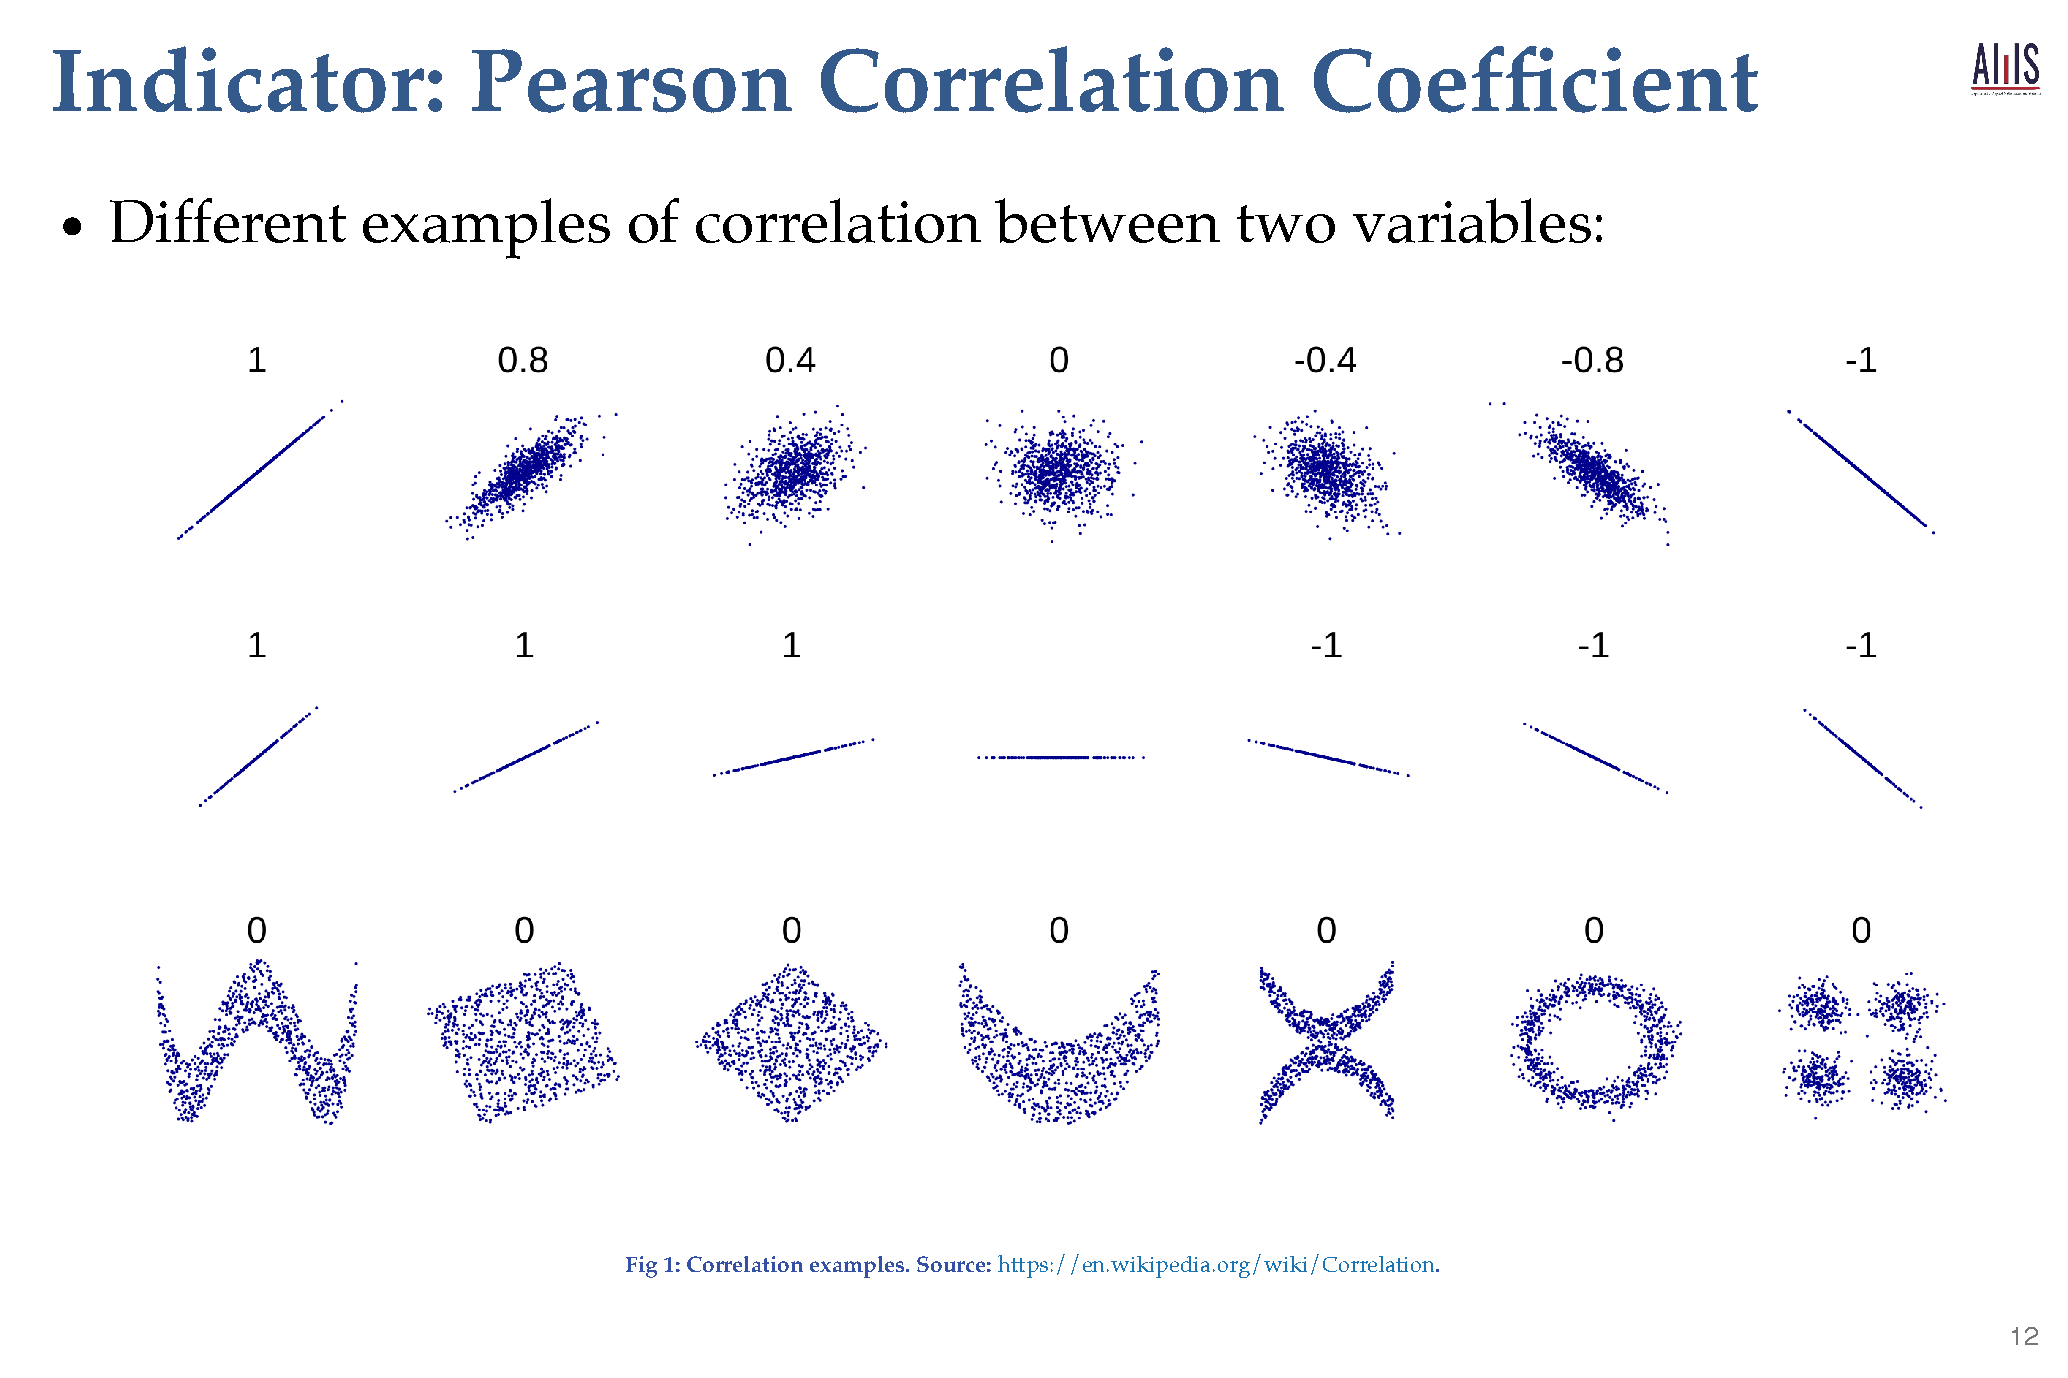 Indicator: Pearson Correlation Coefficient
AIIIS
• Different examples of correlation between two variables:
1 0.8 0.4 0 -0.4 -0.8 -1
1 1 1 -1 -1 -1
0 0 0 0 0 0 0
Fig 1: Correlation examples. Source: https://en.wikipedia.org/wiki/Correlation.
12